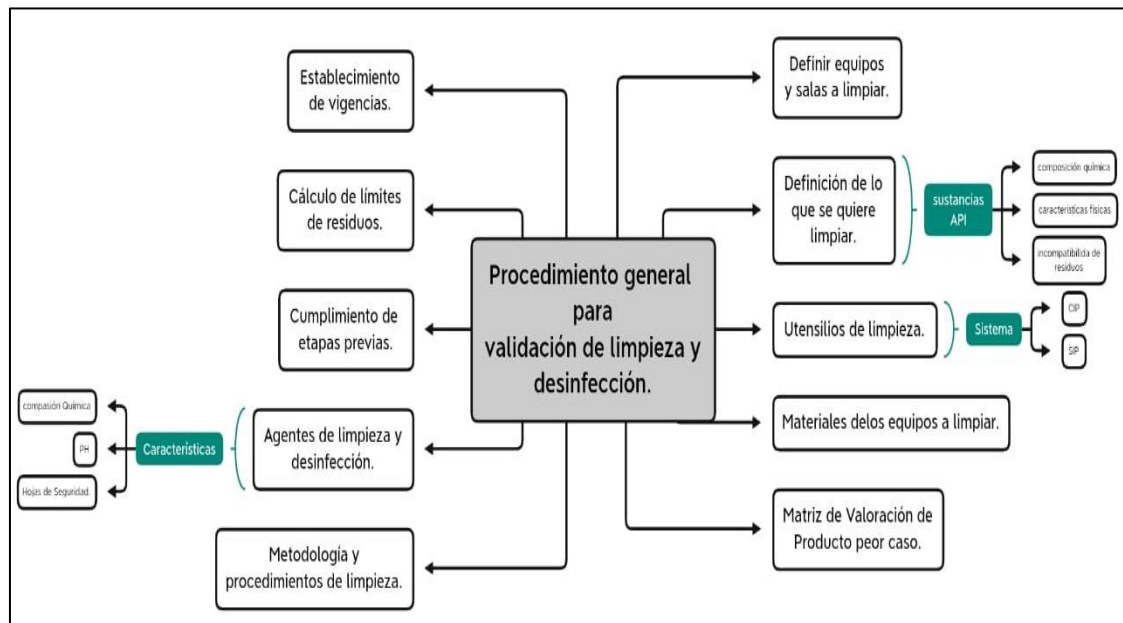 Procedimiento general
para
validación de limpieza y
desinfección.
Establecimiento
de vigencias.
Cálculo de límites
de residuos.
Cumplimiento de
etapas previas.
Agentes de limpieza y
desinfección.
Características
compasión Química
PH
Hojas de Seguridad.
Metodología y
procedimientos de limpieza.
Definir equipos
y salas a limpiar.
Definición de lo
que se quiere
limpiar.
sustancias
API
composición química
características físicas
incompatibilida de
residuos
Utensilios de limpieza.
Sistema
CIP
SIP
Materiales delos equipos a limpiar.
Matriz de Valoración de
Producto peor caso.